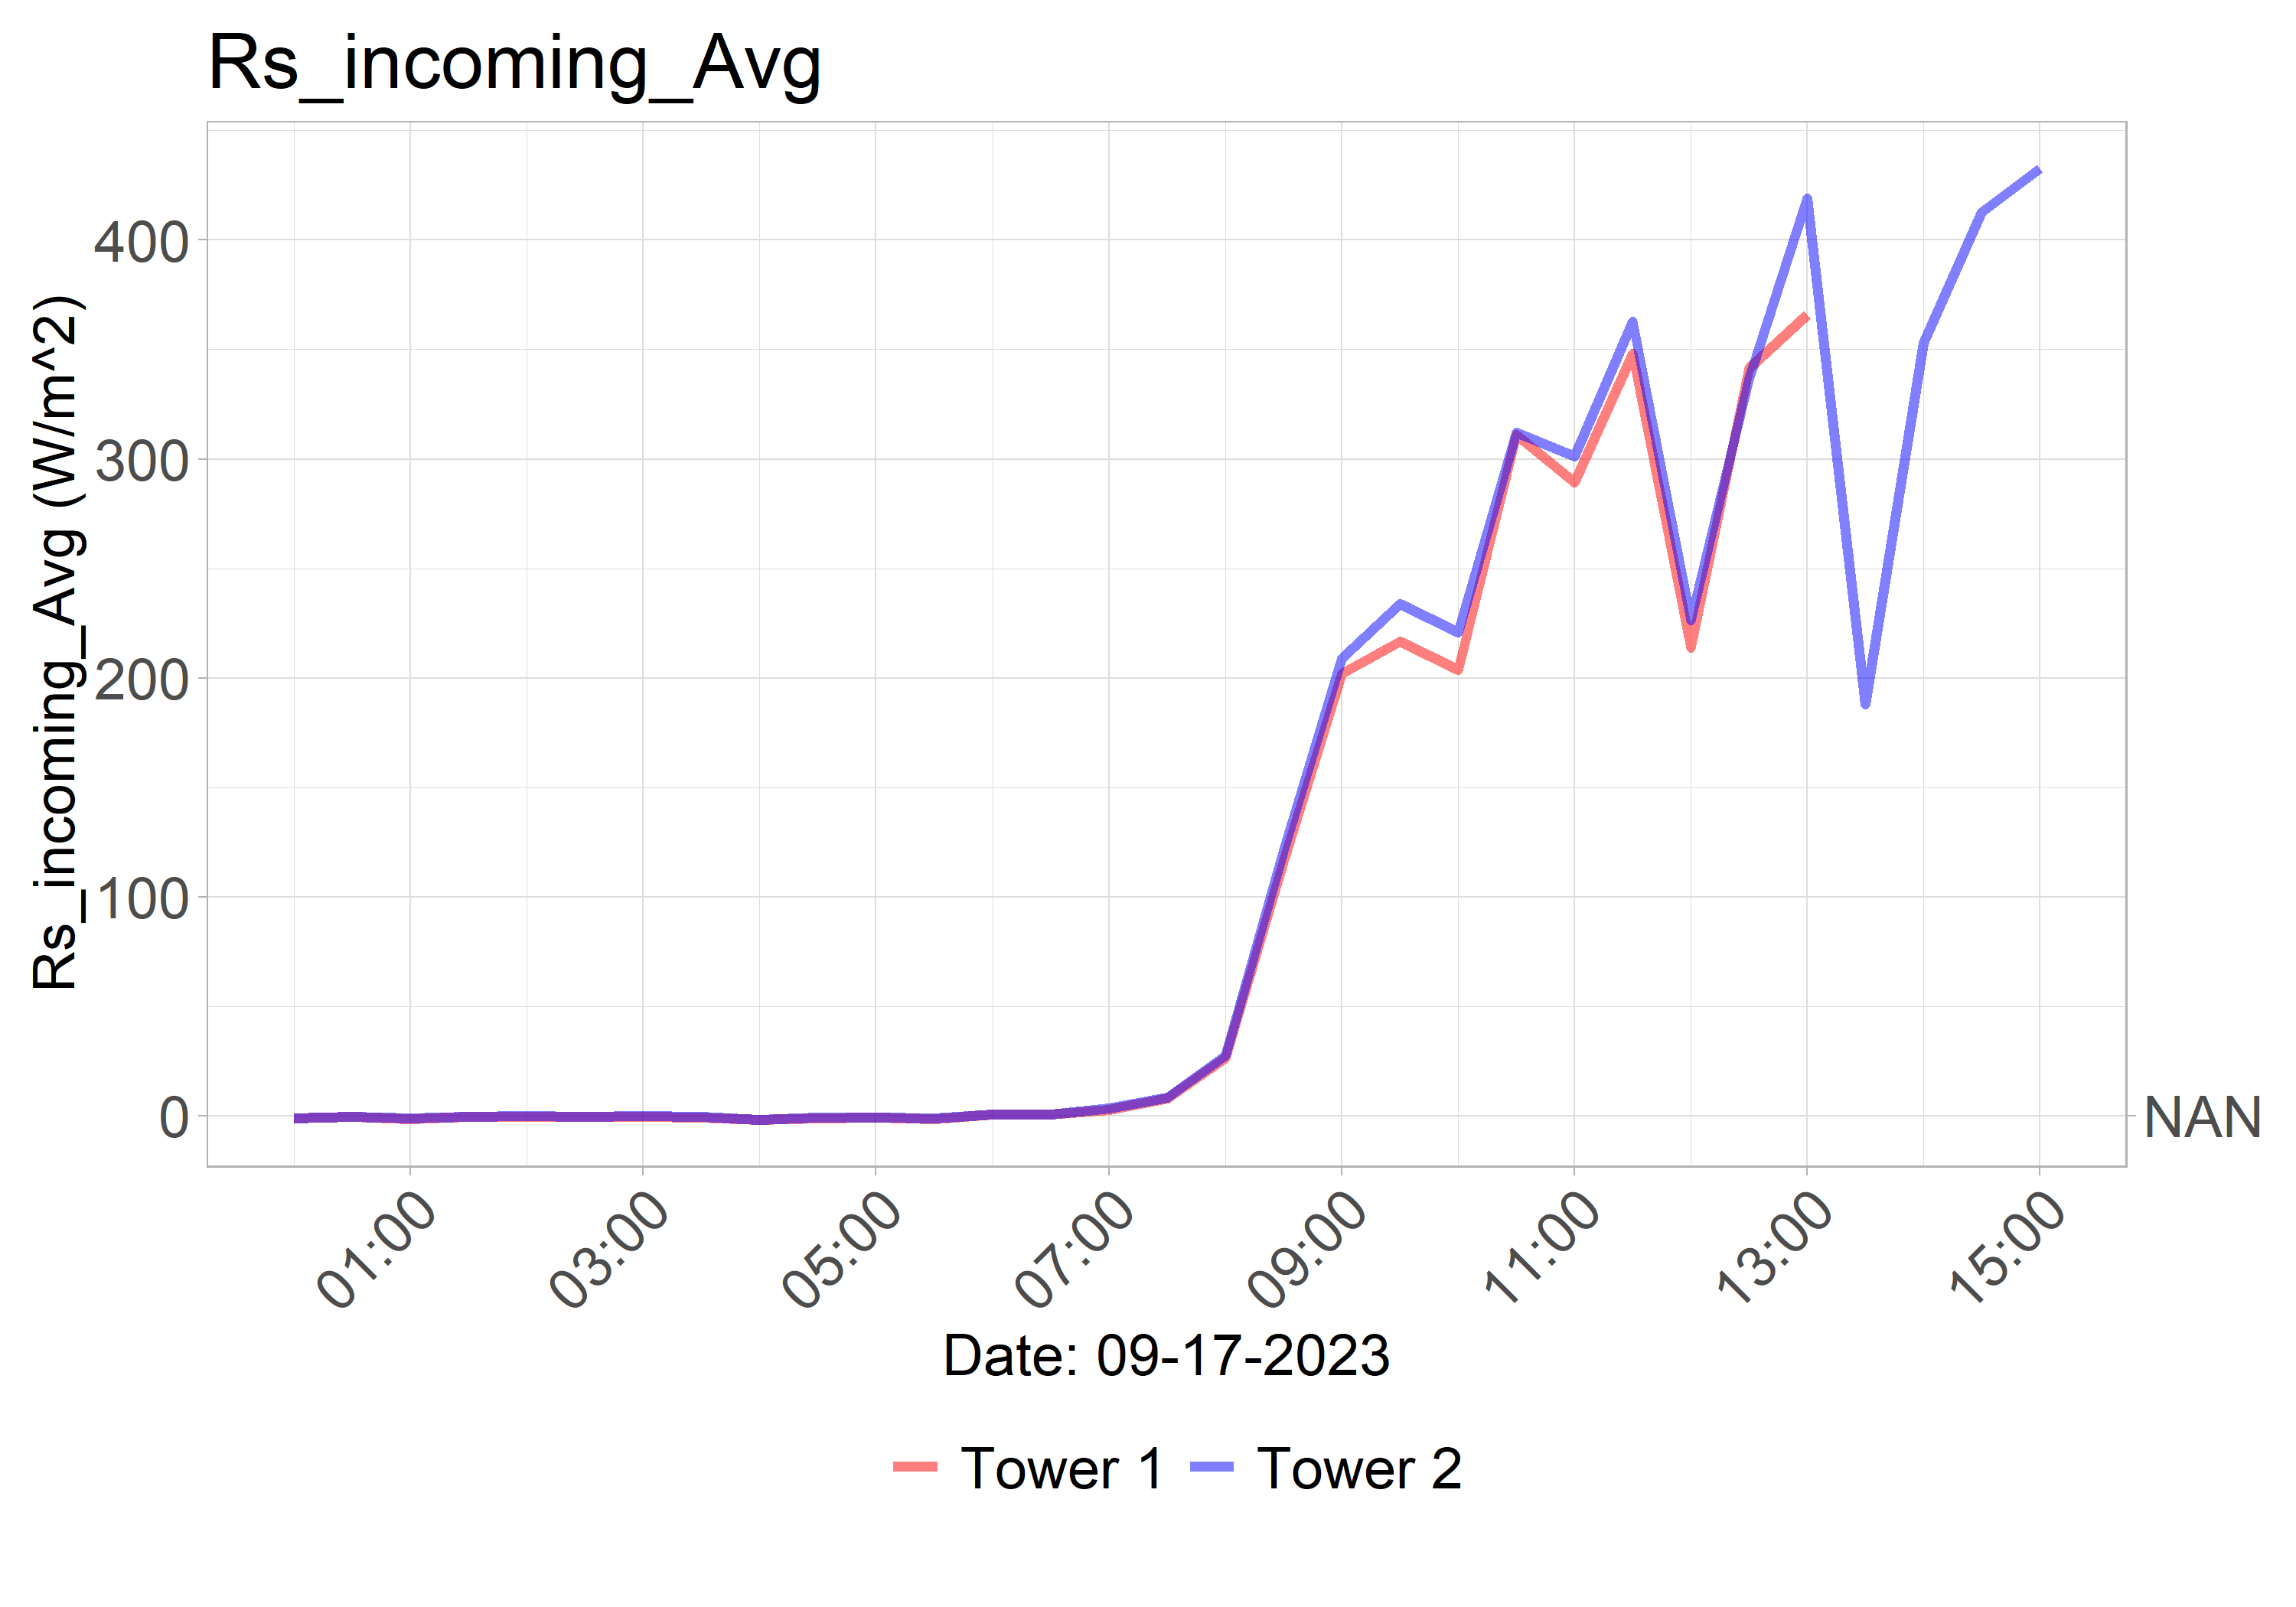 Rs_incoming_Avg
Rs_incoming_Avg (W/m^2)
400
300
200
100
0
NAN
01:00
03:00
05:00
07:00
09:00
11:00
13:00
15:00
Date: 09-17-2023
Tower 1
Tower 2